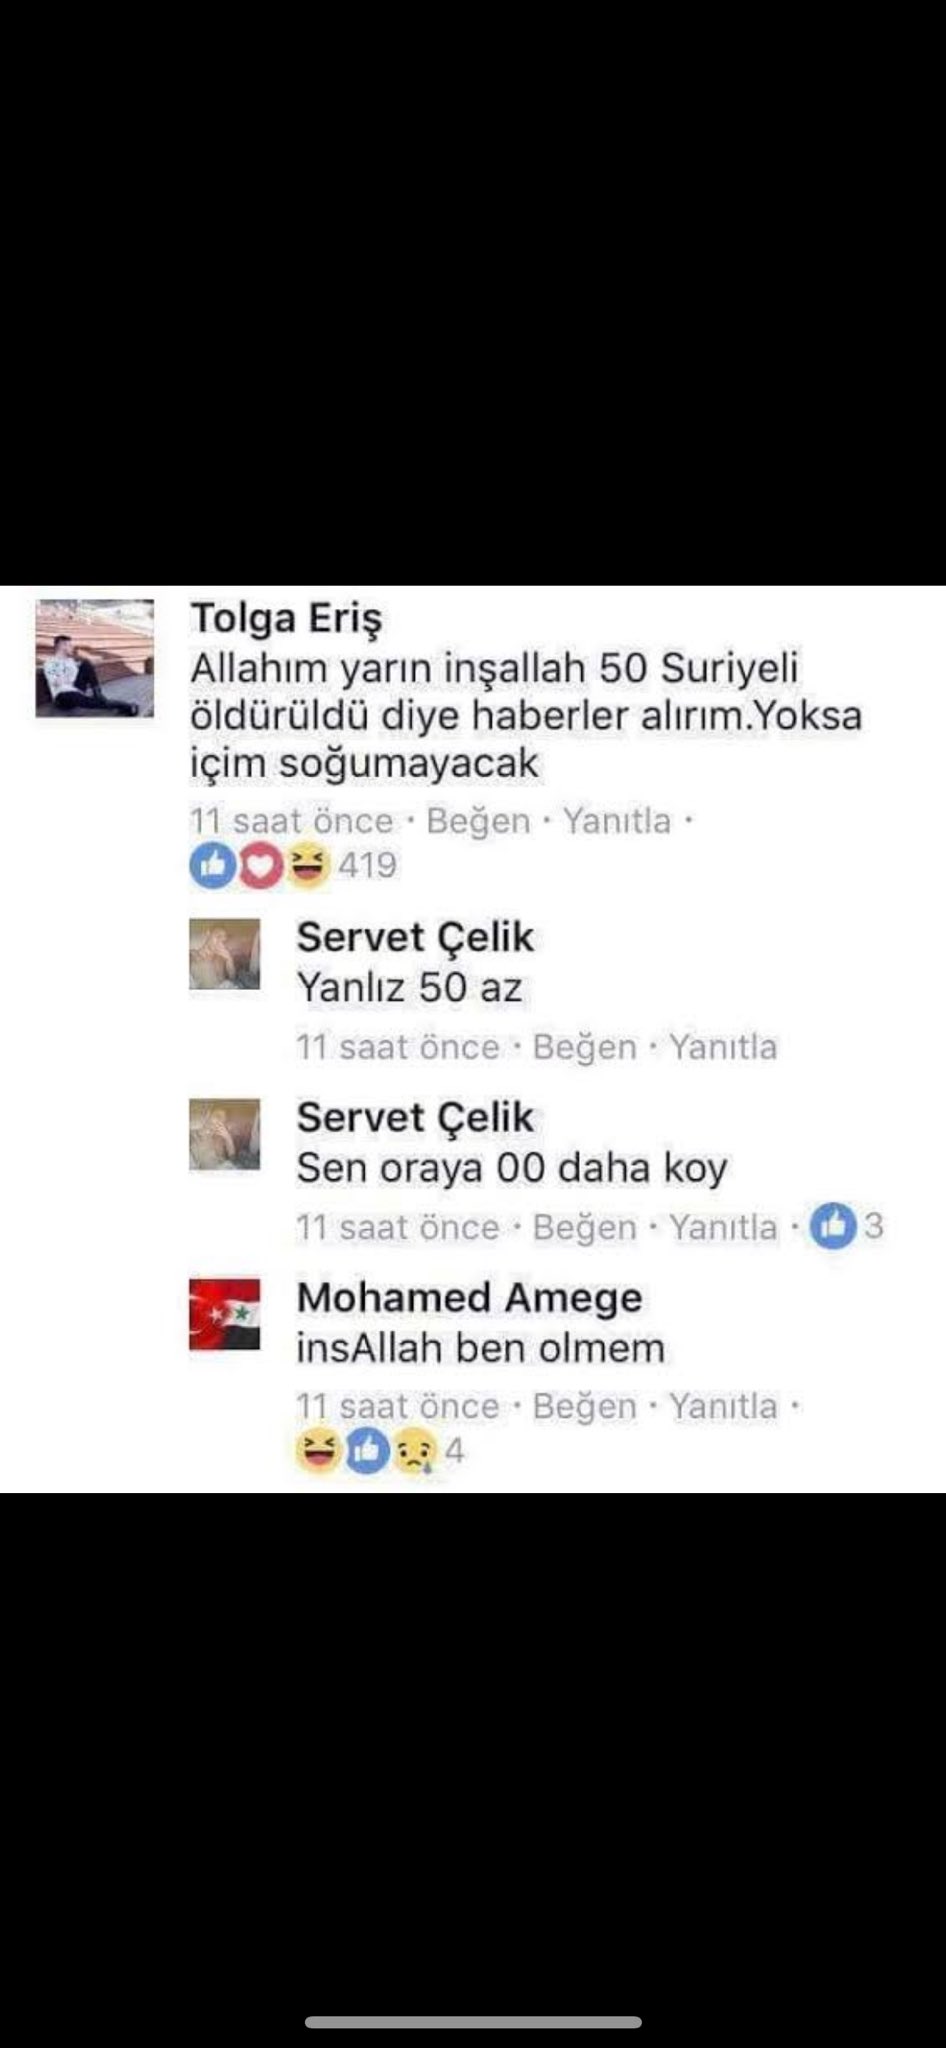 Tolga Eriş
Allahım yarın inşallah 50 Suriyeli
öldürüldü diye haberler alırım.Yoksa
içim soğumayacak
11 saat önce · Beğen · Yanıtla ·
419
Servet Çelik
Yanlız 50 az
11 saat önce · Beğen · Yanıtla
Servet Çelik
Sen oraya 00 daha koy
11 saat önce · Beğen · Yanıtla · 3
Mohamed Amege
insAllah ben olmem
11 saat önce · Beğen · Yanıtla ·
4